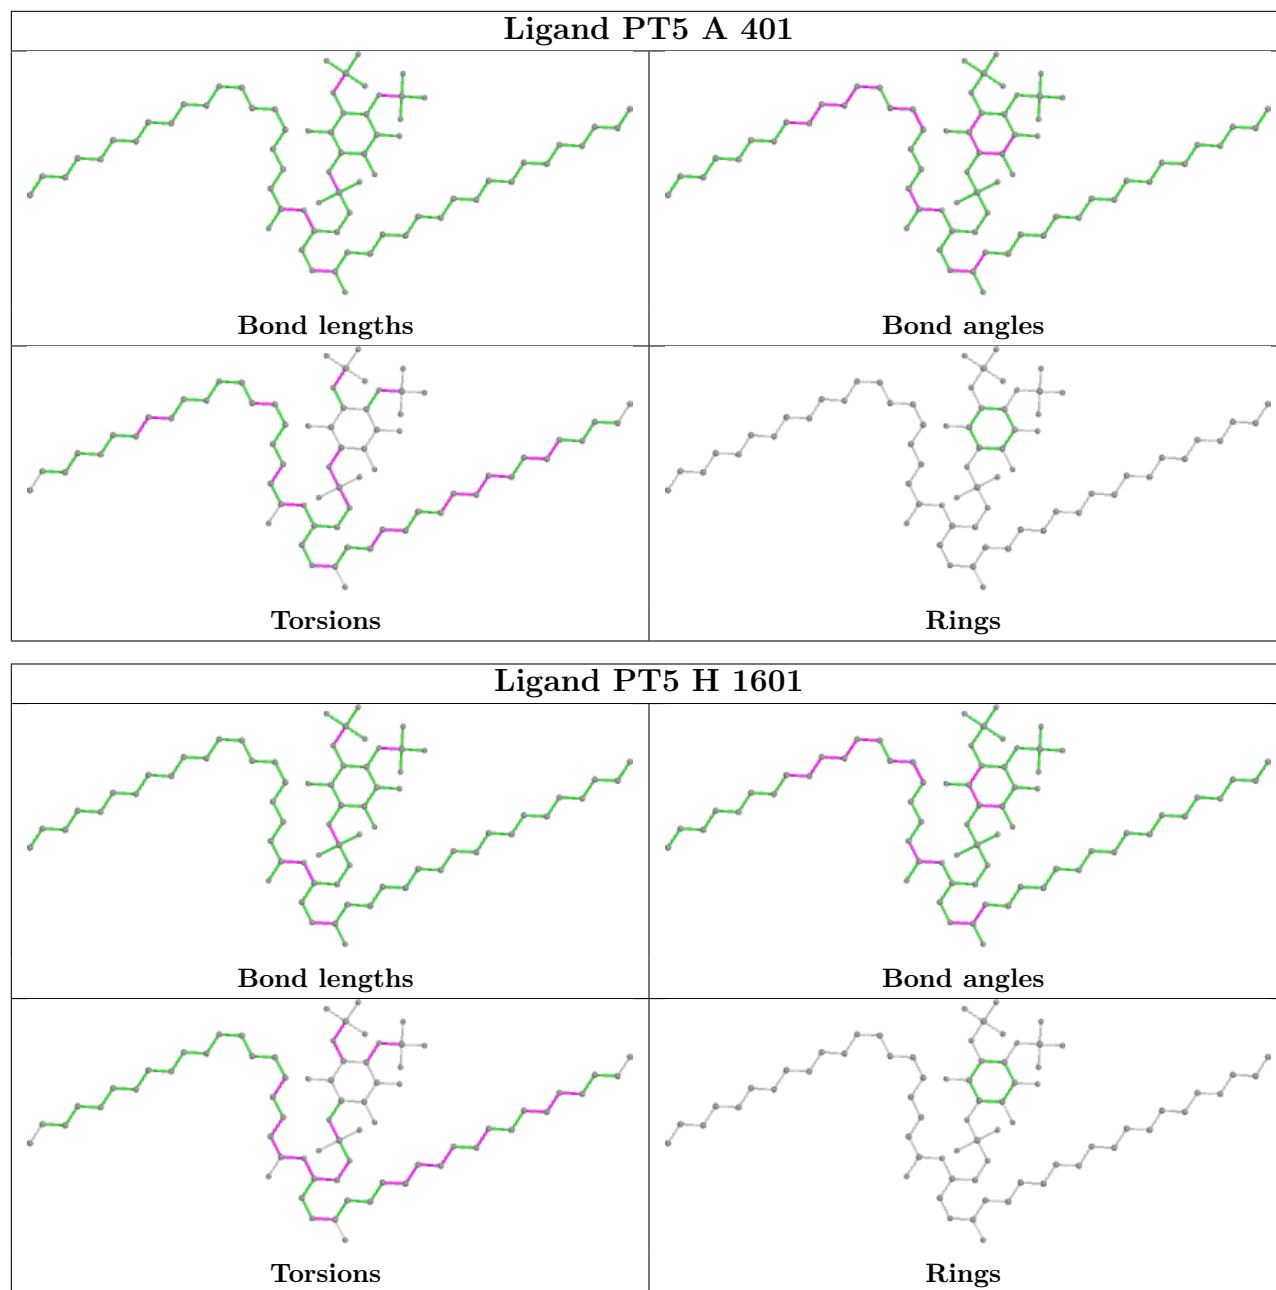 Ligand PT5 A 401
Bond lengths
Bond angles
Torsions
Rings
Ligand PT5 H 1601
Bond lengths
Bond angles
Torsions
Rings